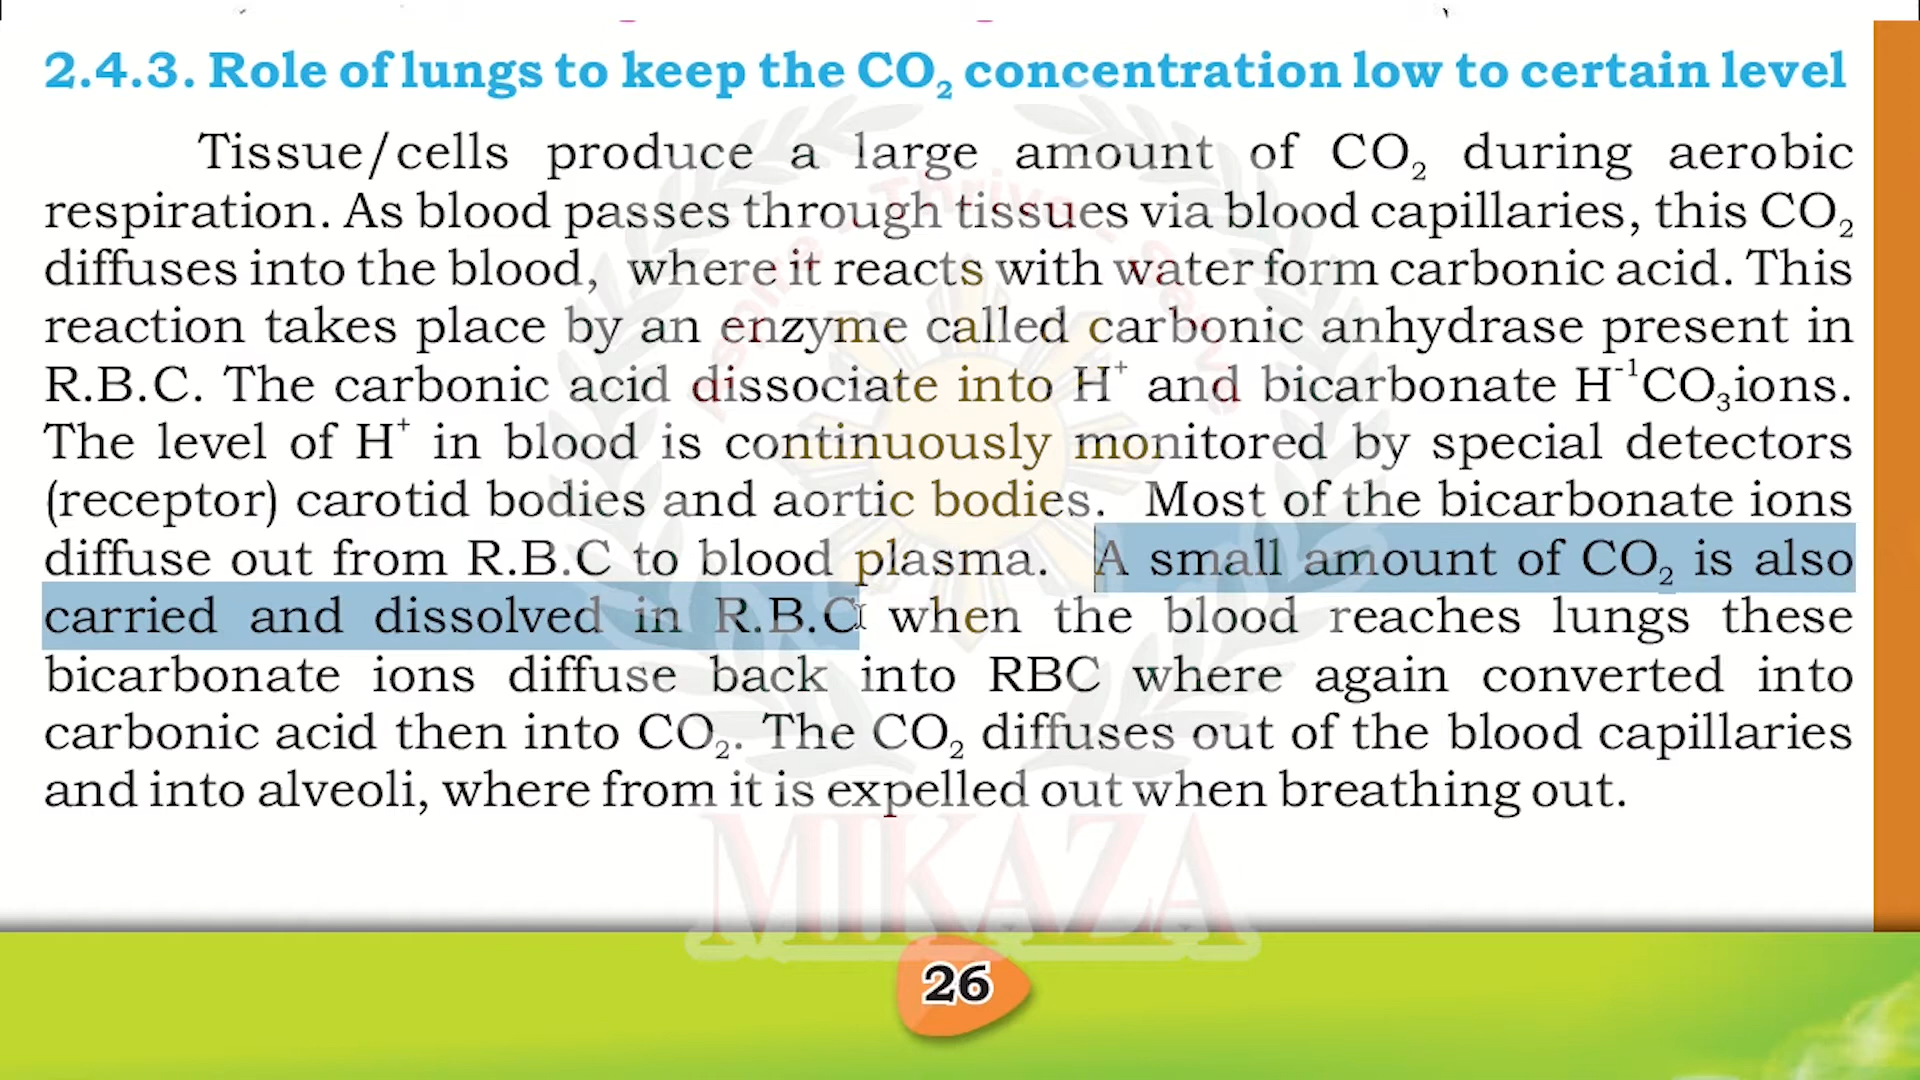 2.4.3. Role of lungs to keep the CO₂ concentration low to certain level
Tissue/cells produce a large amount of CO₂ during aerobic
respiration. As blood passes through tissues via blood capillaries, this CO₂
diffuses into the blood, where it reacts with water form carbonic acid. This
reaction takes place by an enzyme called carbonic anhydrase present in
R.B.C. The carbonic acid dissociate into H⁺ and bicarbonate H⁻¹CO₃ions.
The level of H⁺ in blood is continuously monitored by special detectors
(receptor) carotid bodies and aortic bodies. Most of the bicarbonate ions
diffuse out from R.B.C to blood plasma. A small amount of CO₂ is also
carried and dissolved in R.B.C when the blood reaches lungs these
bicarbonate ions diffuse back into RBC where again converted into
carbonic acid then into CO₂. The CO₂ diffuses out of the blood capillaries
and into alveoli, where from it is expelled out when breathing out.
MIKAZA
26